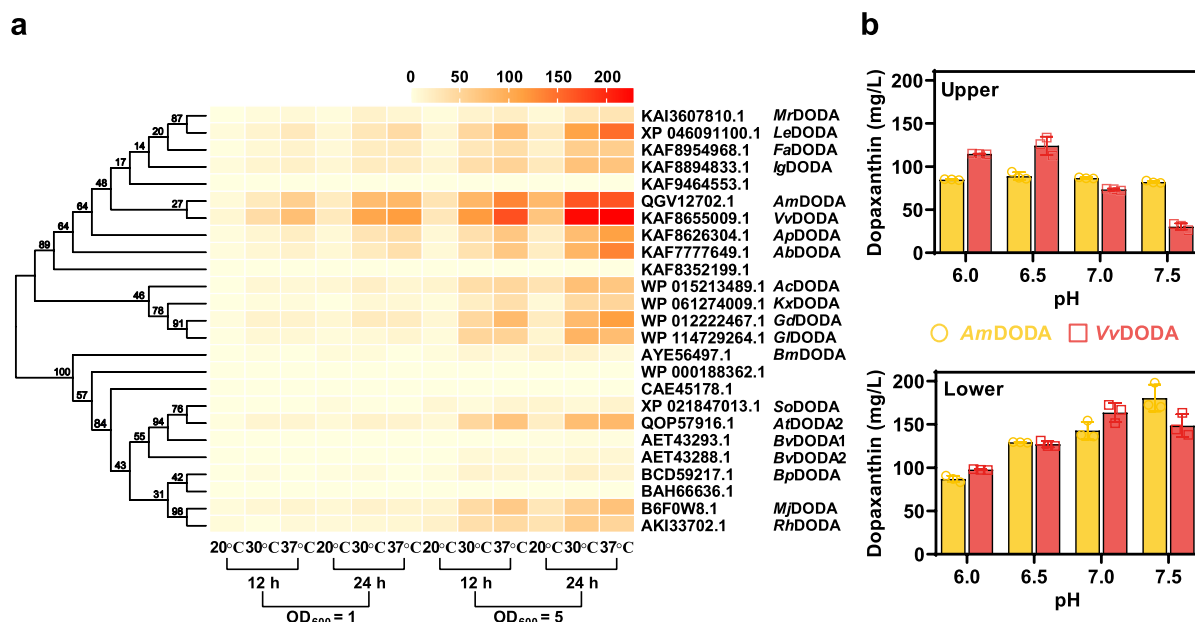 a
b
0 50 100 150 200
KAI3607810.1 MrDODA
XP 046091100.1 LeDODA
KAF8954968.1 FaDODA
KAF8894833.1 IgDODA
KAF9464553.1
QGV12702.1 AmDODA
KAF8655009.1 VvDODA
KAF8626304.1 ApDODA
KAF7777649.1 AbDODA
KAF8352199.1
WP 015213489.1 AcDODA
WP 061274009.1 KxDODA
WP 012222467.1 GdDODA
WP 114729264.1 GlDODA
AYE56497.1 BmDODA
WP 000188362.1
CAE45178.1
XP 021847013.1 SoDODA
QOP57916.1 AtDODA2
AET43293.1 BvDODA1
AET43288.1 BvDODA2
BCD59217.1 BpDODA
BAH66636.1
B6F0W8.1 MjDODA
AKI33702.1 RhDODA
87
20
14
17
48
27
64
64
89
46
78
91
100
57
84
76
94
55
43
42
31
98
20°C 30°C 37°C 20°C 30°C 37°C 20°C 30°C 37°C 20°C 30°C 37°C
12 h 24 h 12 h 24 h
OD600 = 1 OD600 = 5
Upper
Dopaxanthin (mg/L)
200
150
100
50
0
6.0 6.5 7.0 7.5
pH
AmDODA VvDODA
Lower
Dopaxanthin (mg/L)
200
150
100
50
0
6.0 6.5 7.0 7.5
pH